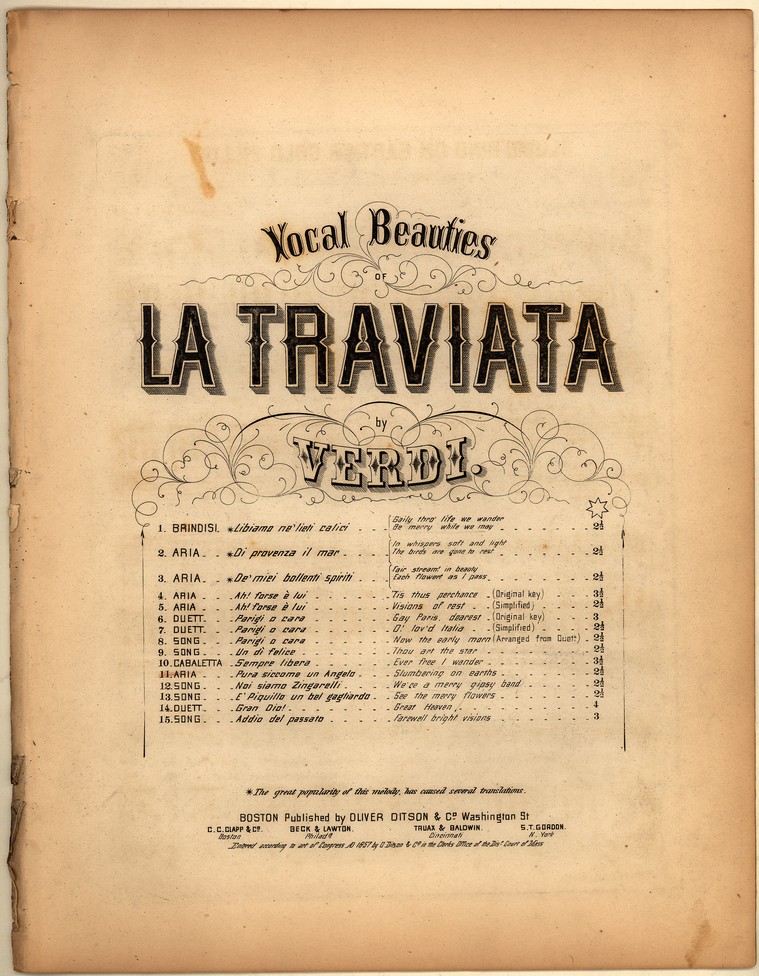 Vocal Beauties
OF
LA TRAVIATA
by
VERDI.
1. BRINDISI. *Libiamo ne' lieti calici Gaily thro' life we wander 2½
Be merry while we may
2. ARIA *Di provenza il mar In whispers soft and light 2½
The birds are gone to rest
3. ARIA *De' miei bollenti spiriti Fair stream! in beauty 2½
Each flower as I pass
4. ARIA Ah! forse è lui 'Tis thus perchance (Original key) 3½
5. ARIA Ah! forse è lui Visions of rest (Simplified) 2½
6. DUETT Parigi o cara Gay Paris, dearest (Original key) 3
7. DUETT Parigi o cara O! lov'd Italia (Simplified) 2½
8. SONG Parigi o cara Now the early morn (Arranged from Duett) 2½
9. SONG Un di felice Thou art the star 2½
10. CABALETTA Sempre libera Ever free I wander 3½
11. ARIA Pura siccome un Angelo Slumbering on earths 2½
12. SONG Noi siamo Zingarelli We're a merry gipsy band 2½
13. SONG E' Piquillo un bel gagliardo See the merry flowers 2½
14. DUETT Gran Dio! Great Heaven 4
15. SONG Addio del passato Farewell bright visions 3
*The great popularity of this melody, has caused several translations.
BOSTON Published by OLIVER DITSON & Co Washington St
C.C. CLAPP & Co. BECK & LAWTON. TRUAX & BALDWIN. S.T. GORDON.
Boston Philada Cincinnati N. York
Entered according to act of Congress AD 1857 by O Ditson & Co in the Clerks Office of the Dist Court of Mass